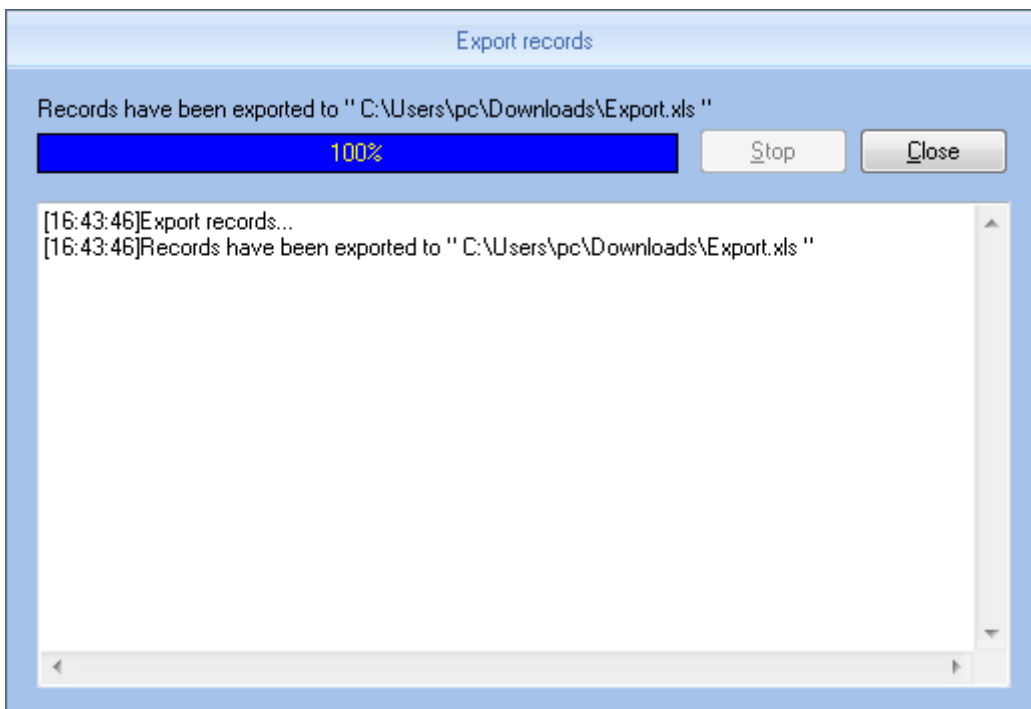 Export records
Records have been exported to " C:\Users\pc\Downloads\Export.xls "
100%
Stop
Close
[16:43:46]Export records...
[16:43:46]Records have been exported to " C:\Users\pc\Downloads\Export.xls "